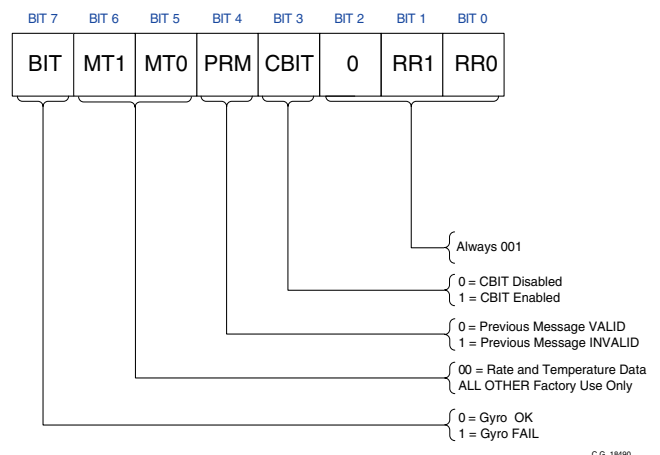 BIT 7 BIT 6 BIT 5 BIT 4 BIT 3 BIT 2 BIT 1 BIT 0
BIT MT1 MT0 PRM CBIT 0 RR1 RR0
Always 001
0 = CBIT Disabled
1 = CBIT Enabled
0 = Previous Message VALID
1 = Previous Message INVALID
00 = Rate and Temperature Data
ALL OTHER Factory Use Only
0 = Gyro OK
1 = Gyro FAIL
C.G. 18490